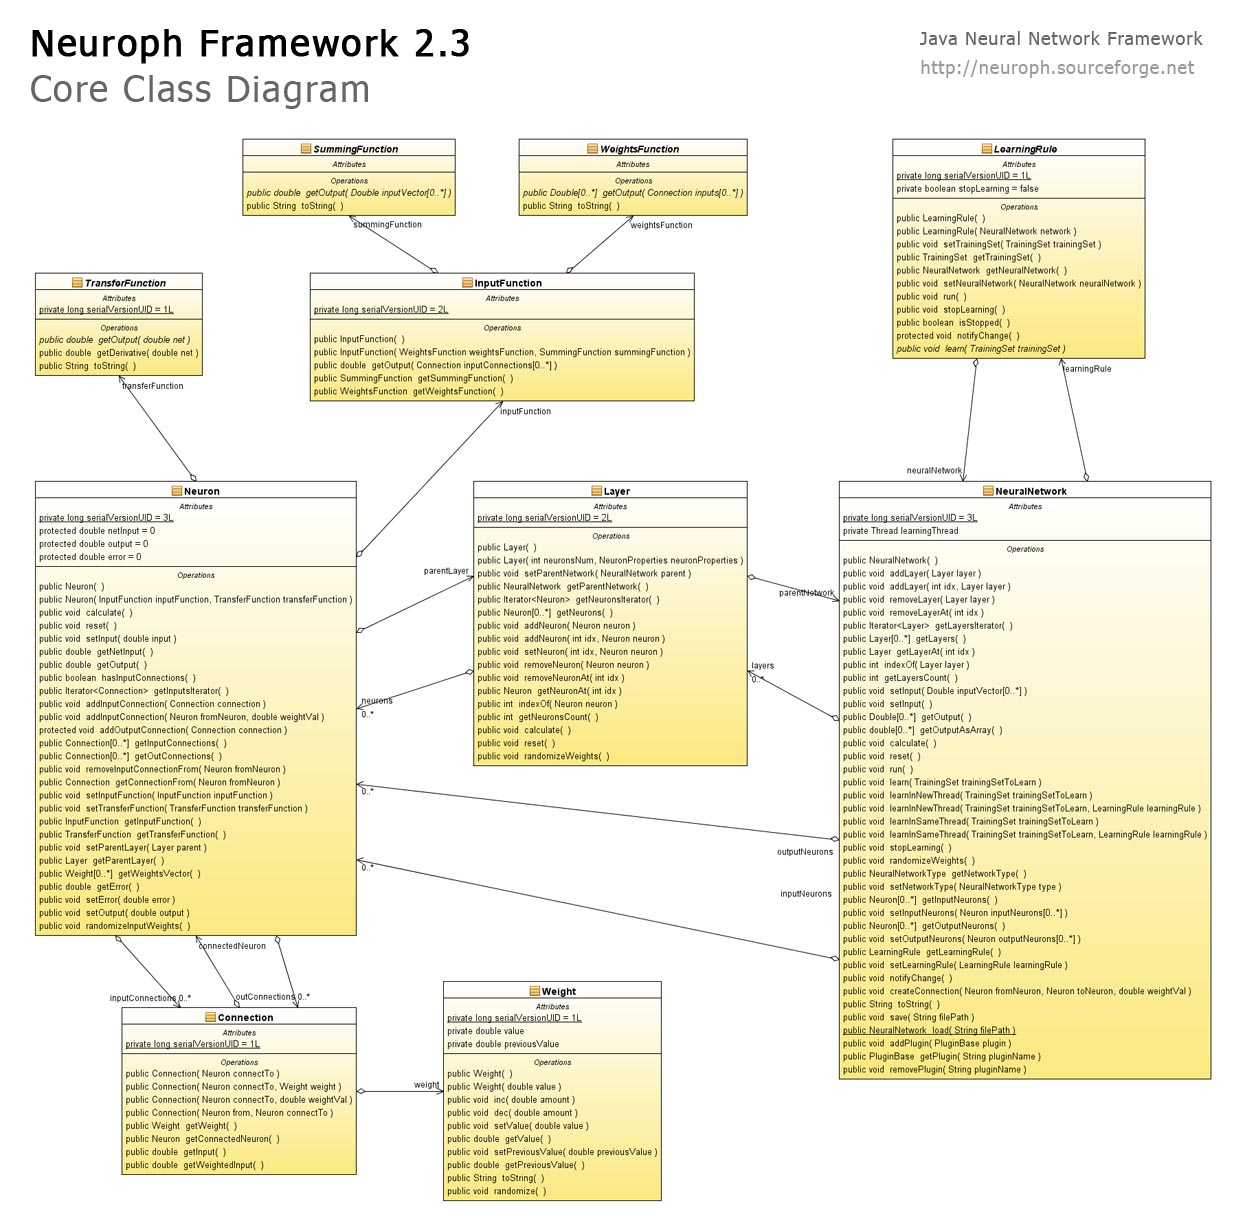 Neuroph Framework 2.3
Core Class Diagram
Java Neural Network Framework
http://neuroph.sourceforge.net
SummingFunction
Attributes
Operations
public double getOutput( Double inputVector[0..*] )
public String toString( )
WeightsFunction
Attributes
Operations
public Double[0..*] getOutput( Connection inputs[0..*] )
public String toString( )
LearningRule
Attributes
private long serialVersionUID = 1L
private boolean stopLearning = false
Operations
public LearningRule( )
public LearningRule( NeuralNetwork network )
public void setTrainingSet( TrainingSet trainingSet )
public TrainingSet getTrainingSet( )
public NeuralNetwork getNeuralNetwork( )
public void setNeuralNetwork( NeuralNetwork neuralNetwork )
public void run( )
public void stopLearning( )
public boolean isStopped( )
protected void notifyChange( )
public void learn( TrainingSet trainingSet )
summingFunction
weightsFunction
TransferFunction
Attributes
private long serialVersionUID = 1L
Operations
public double getOutput( double net )
public double getDerivative( double net )
public String toString( )
InputFunction
Attributes
private long serialVersionUID = 2L
Operations
public InputFunction( )
public InputFunction( WeightsFunction weightsFunction, SummingFunction summingFunction )
public double getOutput( Connection inputConnections[0..*] )
public SummingFunction getSummingFunction( )
public WeightsFunction getWeightsFunction( )
transferFunction
inputFunction
learningRule
neuralNetwork
Neuron
Attributes
private long serialVersionUID = 3L
protected double netInput = 0
protected double output = 0
protected double error = 0
Operations
public Neuron( )
public Neuron( InputFunction inputFunction, TransferFunction transferFunction )
public void calculate( )
public void reset( )
public void setInput( double input )
public double getNetInput( )
public double getOutput( )
public boolean hasInputConnections( )
public Iterator<Connection> getInputsIterator( )
public void addInputConnection( Connection connection )
public void addInputConnection( Neuron fromNeuron, double weightVal )
protected void addOutputConnection( Connection connection )
public Connection[0..*] getInputConnections( )
public Connection[0..*] getOutConnections( )
public void removeInputConnectionFrom( Neuron fromNeuron )
public Connection getConnectionFrom( Neuron fromNeuron )
public void setInputFunction( InputFunction inputFunction )
public void setTransferFunction( TransferFunction transferFunction )
public InputFunction getInputFunction( )
public TransferFunction getTransferFunction( )
public void setParentLayer( Layer parent )
public Layer getParentLayer( )
public Weight[0..*] getWeightsVector( )
public double getError( )
public void setError( double error )
public void setOutput( double output )
public void randomizeInputWeights( )
parentLayer
neurons
0..*
Layer
Attributes
private long serialVersionUID = 2L
Operations
public Layer( )
public Layer( int neuronsNum, NeuronProperties neuronProperties )
public void setParentNetwork( NeuralNetwork parent )
public NeuralNetwork getParentNetwork( )
public Iterator<Neuron> getNeuronsIterator( )
public Neuron[0..*] getNeurons( )
public void addNeuron( Neuron neuron )
public void addNeuron( int idx, Neuron neuron )
public void setNeuron( int idx, Neuron neuron )
public void removeNeuron( Neuron neuron )
public void removeNeuronAt( int idx )
public Neuron getNeuronAt( int idx )
public int indexOf( Neuron neuron )
public int getNeuronsCount( )
public void calculate( )
public void reset( )
public void randomizeWeights( )
parentNetwork
layers
0..*
0..*
outputNeurons
0..*
inputNeurons
NeuralNetwork
Attributes
private long serialVersionUID = 3L
private Thread learningThread
Operations
public NeuralNetwork( )
public void addLayer( Layer layer )
public void addLayer( int idx, Layer layer )
public void removeLayer( Layer layer )
public void removeLayerAt( int idx )
public Iterator<Layer> getLayersIterator( )
public Layer[0..*] getLayers( )
public Layer getLayerAt( int idx )
public int indexOf( Layer layer )
public int getLayersCount( )
public void setInput( Double inputVector[0..*] )
public void setInput( )
public Double[0..*] getOutput( )
public double[0..*] getOutputAsArray( )
public void calculate( )
public void reset( )
public void run( )
public void learn( TrainingSet trainingSetToLearn )
public void learnInNewThread( TrainingSet trainingSetToLearn )
public void learnInNewThread( TrainingSet trainingSetToLearn, LearningRule learningRule )
public void learnInSameThread( TrainingSet trainingSetToLearn )
public void learnInSameThread( TrainingSet trainingSetToLearn, LearningRule learningRule )
public void stopLearning( )
public void randomizeWeights( )
public NeuralNetworkType getNetworkType( )
public void setNetworkType( NeuralNetworkType type )
public Neuron[0..*] getInputNeurons( )
public void setInputNeurons( Neuron inputNeurons[0..*] )
public Neuron[0..*] getOutputNeurons( )
public void setOutputNeurons( Neuron outputNeurons[0..*] )
public LearningRule getLearningRule( )
public void setLearningRule( LearningRule learningRule )
public void notifyChange( )
public void createConnection( Neuron fromNeuron, Neuron toNeuron, double weightVal )
public String toString( )
public void save( String filePath )
public NeuralNetwork load( String filePath )
public void addPlugin( PluginBase plugin )
public PluginBase getPlugin( String pluginName )
public void removePlugin( String pluginName )
connectedNeuron
inputConnections 0..*
outConnections 0..*
Connection
Attributes
private long serialVersionUID = 1L
Operations
public Connection( Neuron connectTo )
public Connection( Neuron connectTo, Weight weight )
public Connection( Neuron connectTo, double weightVal )
public Connection( Neuron from, Neuron connectTo )
public Weight getWeight( )
public Neuron getConnectedNeuron( )
public double getInput( )
public double getWeightedInput( )
weight
Weight
Attributes
private long serialVersionUID = 1L
private double value
private double previousValue
Operations
public Weight( )
public Weight( double value )
public void inc( double amount )
public void dec( double amount )
public void setValue( double value )
public double getValue( )
public void setPreviousValue( double previousValue )
public double getPreviousValue( )
public String toString( )
public void randomize( )